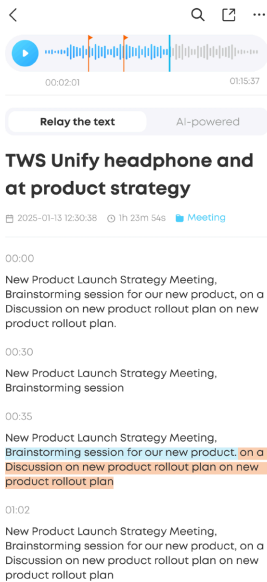 00:02:01
01:15:37
Relay the text
AI-powered
TWS Unify headphone and
at product strategy
2025-01-13 12:30:38
1h 23m 54s
Meeting
00:00
New Product Launch Strategy Meeting,
Brainstorming session for our new product, on a
Discussion on new product rollout plan on new
product rollout plan.
00:30
New Product Launch Strategy Meeting,
Brainstorming session
00:35
New Product Launch Strategy Meeting,
Brainstorming session for our new product. on a
Discussion on new product rollout plan on new
product rollout plan
01:02
New Product Launch Strategy Meeting,
Brainstorming session for our new product, on a
Discussion on new product rollout plan on new
product rollout plan